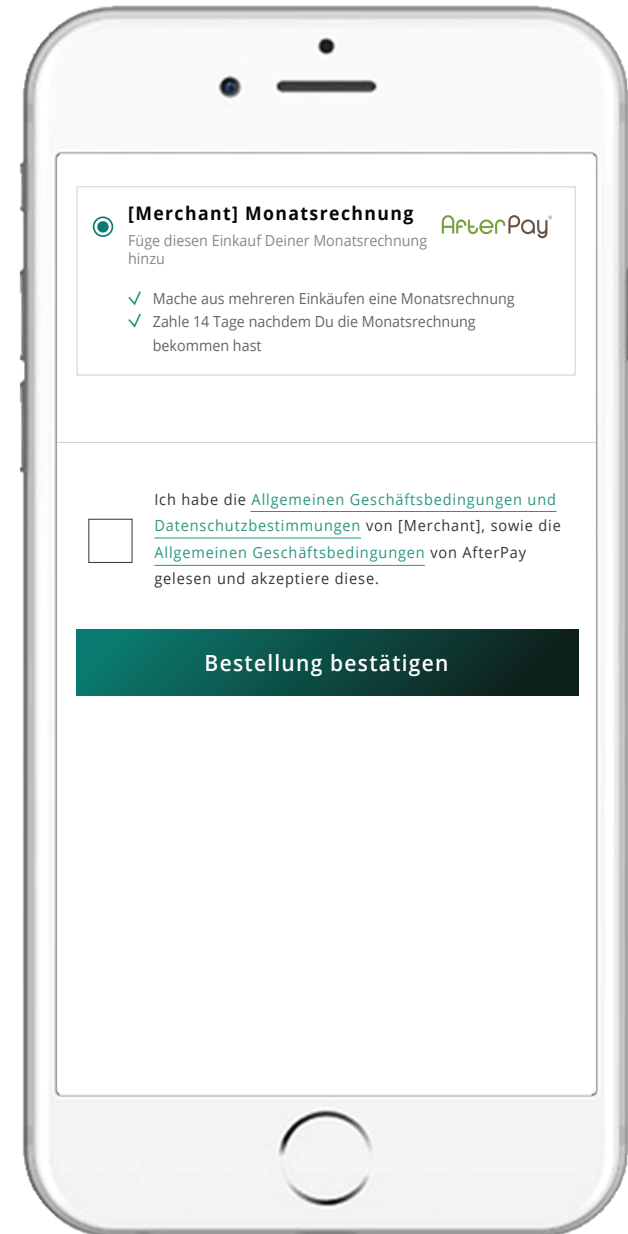 [Merchant] Monatsrechnung
AfterPay
Füge diesen Einkauf Deiner Monatsrechnung
hinzu
Mache aus mehreren Einkäufen eine Monatsrechnung
Zahle 14 Tage nachdem Du die Monatsrechnung
bekommen hast
Ich habe die Allgemeinen Geschäftsbedingungen und
Datenschutzbestimmungen von [Merchant], sowie die
Allgemeinen Geschäftsbedingungen von AfterPay
gelesen und akzeptiere diese.
Bestellung bestätigen